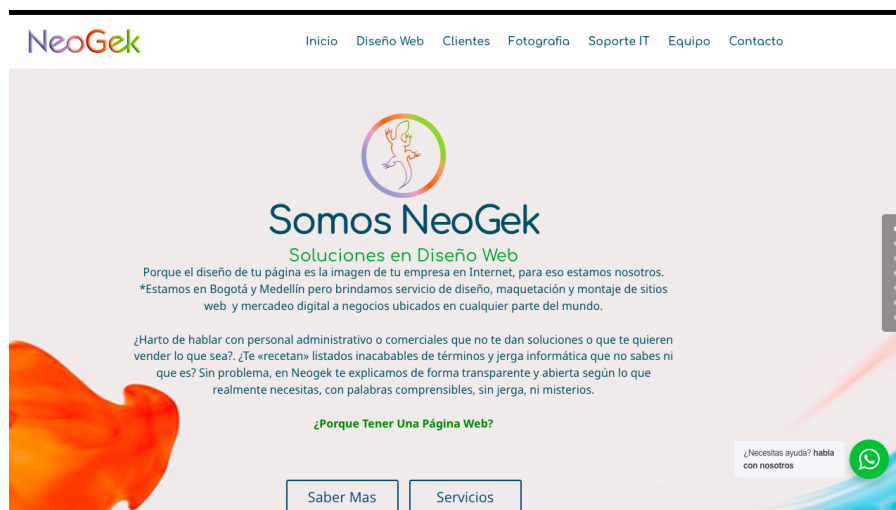 NeoGek
Inicio Diseño Web Clientes Fotografia Soporte IT Equipo Contacto
Somos NeoGek
Soluciones en Diseño Web
Porque el diseño de tu página es la imagen de tu empresa en Internet, para eso estamos nosotros.
*Estamos en Bogotá y Medellín pero brindamos servicio de diseño, maquetación y montaje de sitios
web y mercadeo digital a negocios ubicados en cualquier parte del mundo.
¿Harto de hablar con personal administrativo o comerciales que no te dan soluciones o que te quieren
vender lo que sea?. ¿Te «recetan» listados inacabables de términos y jerga informática que no sabes ni
que es? Sin problema, en Neogek te explicamos de forma transparente y abierta según lo que
realmente necesitas, con palabras comprensibles, sin jerga, ni misterios.
¿Porque Tener Una Página Web?
¿Necesitas ayuda? habla
con nosotros
Saber Mas Servicios